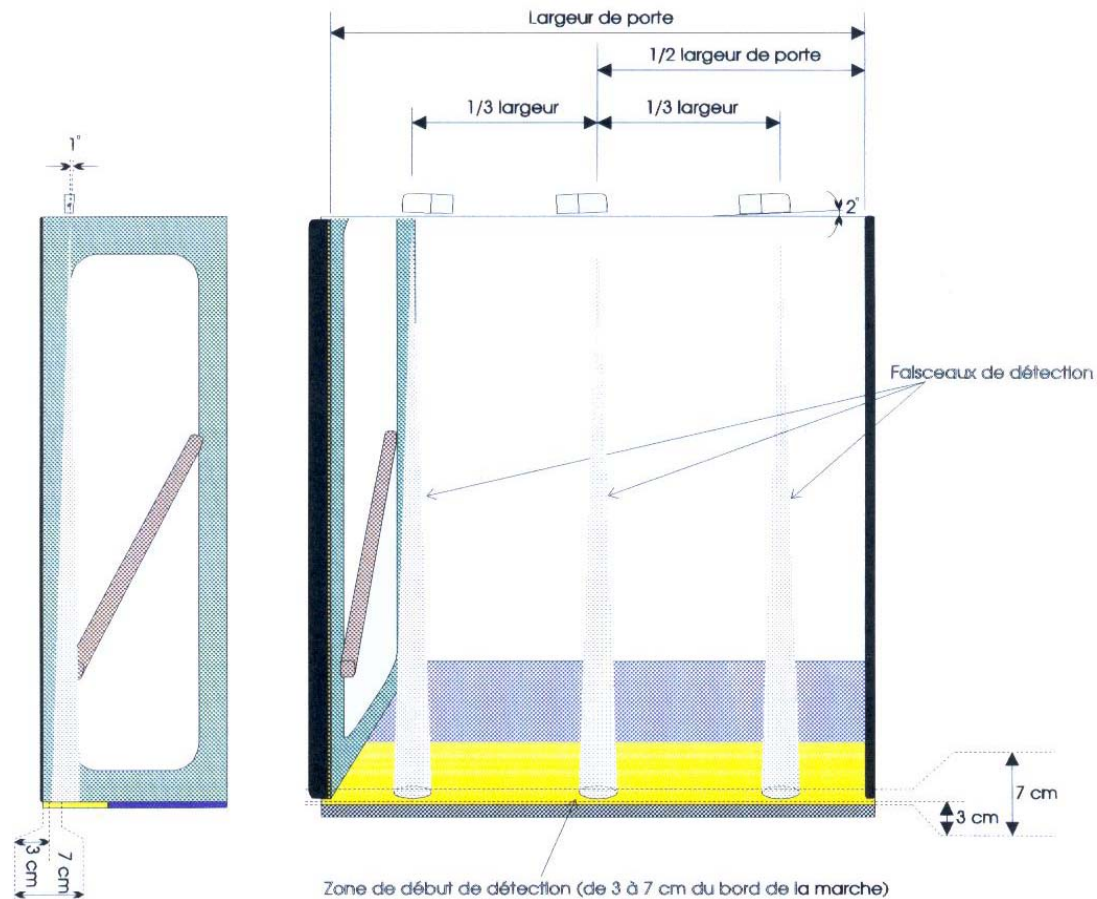 Largeur de porte
1/2 largeur de porte
1/3 largeur
1/3 largeur
1°
2°
Faisceaux de détection
7 cm
3 cm
3 cm
7 cm
Zone de début de détection (de 3 à 7 cm du bord de la marche)